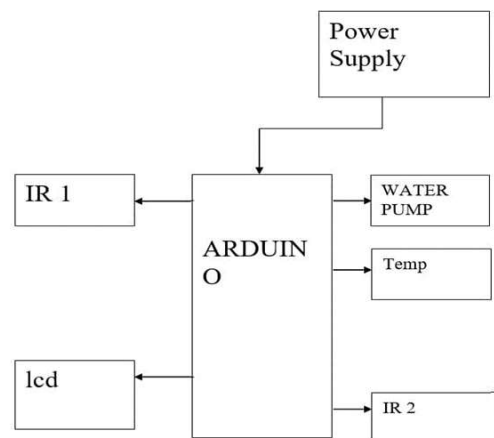 Power
Supply
IR 1
WATER
PUMP
ARDUIN
O
Temp
lcd
IR 2